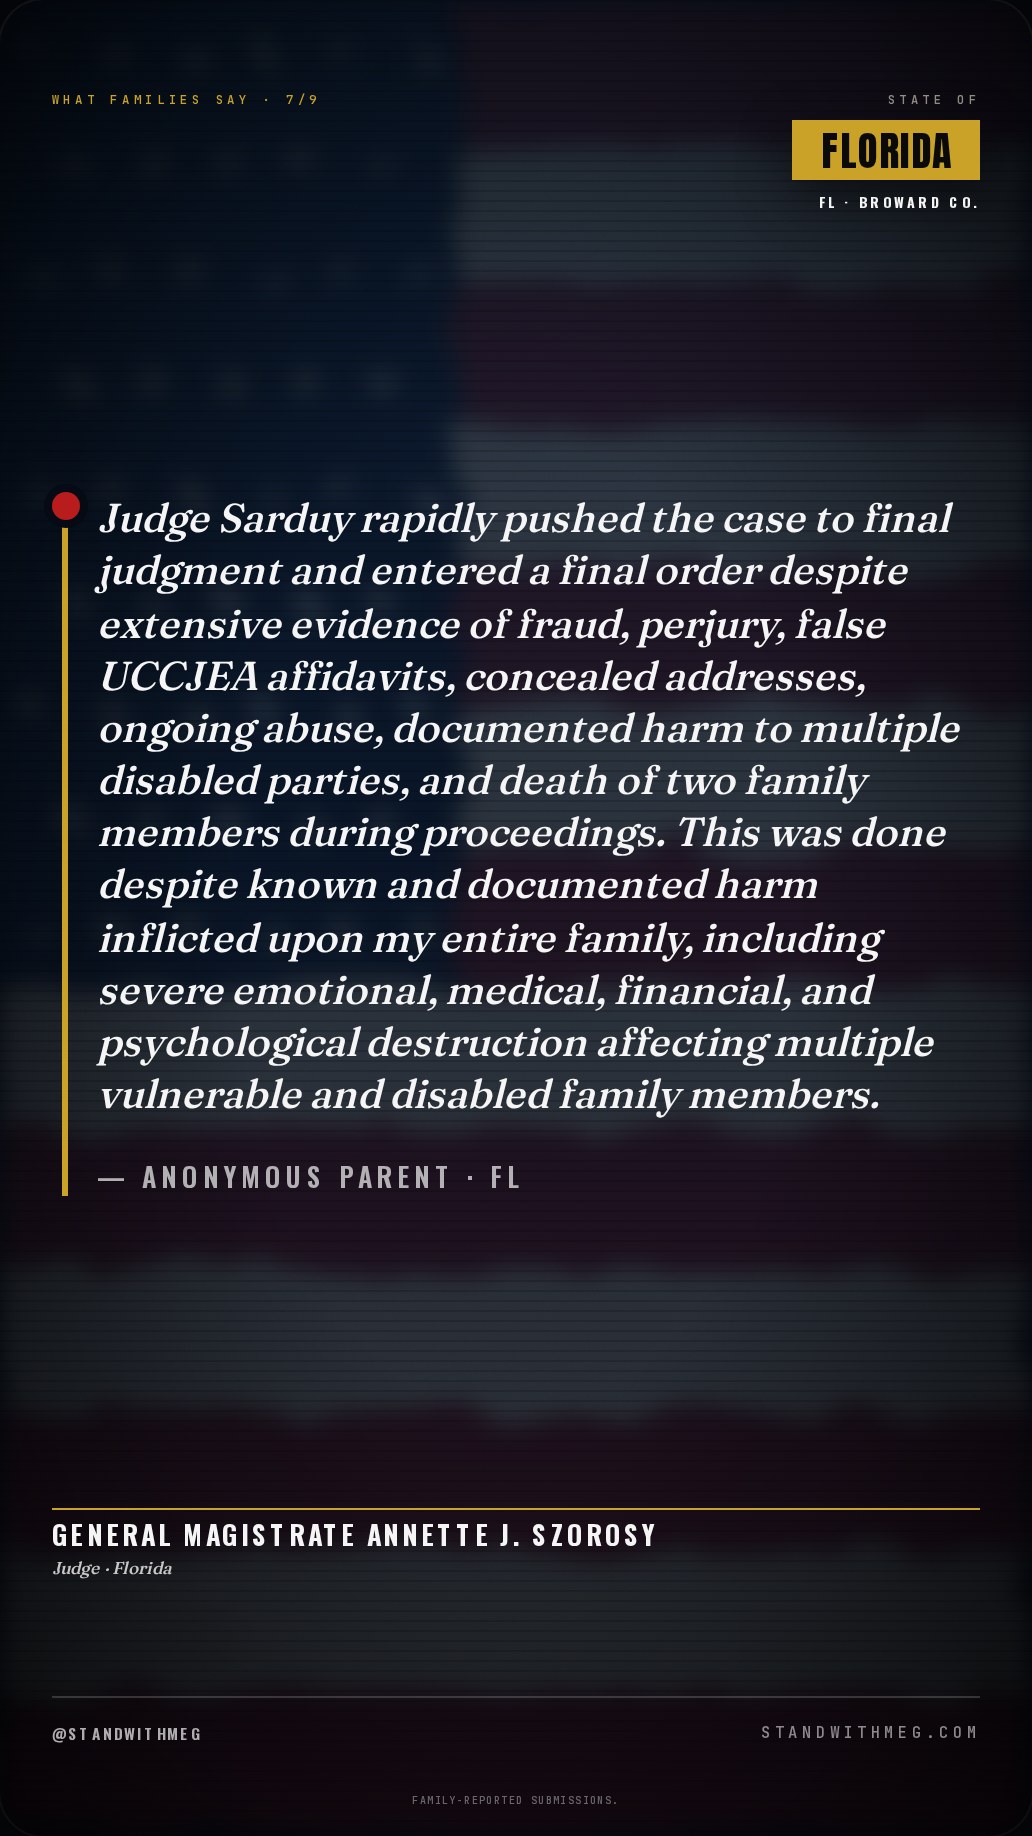 WHAT FAMILIES SAY · 7/9
STATE OF
FLORIDA
FL · BROWARD CO.
Judge Sarduy rapidly pushed the case to final
judgment and entered a final order despite
extensive evidence of fraud, perjury, false
UCCJEA affidavits, concealed addresses,
ongoing abuse, documented harm to multiple
disabled parties, and death of two family
members during proceedings. This was done
despite known and documented harm
inflicted upon my entire family, including
severe emotional, medical, financial, and
psychological destruction affecting multiple
vulnerable and disabled family members.
— ANONYMOUS PARENT · FL
GENERAL MAGISTRATE ANNETTE J. SZOROSY
Judge · Florida
@STANDWITHMEG
STANDWITHMEG.COM
FAMILY-REPORTED SUBMISSIONS.